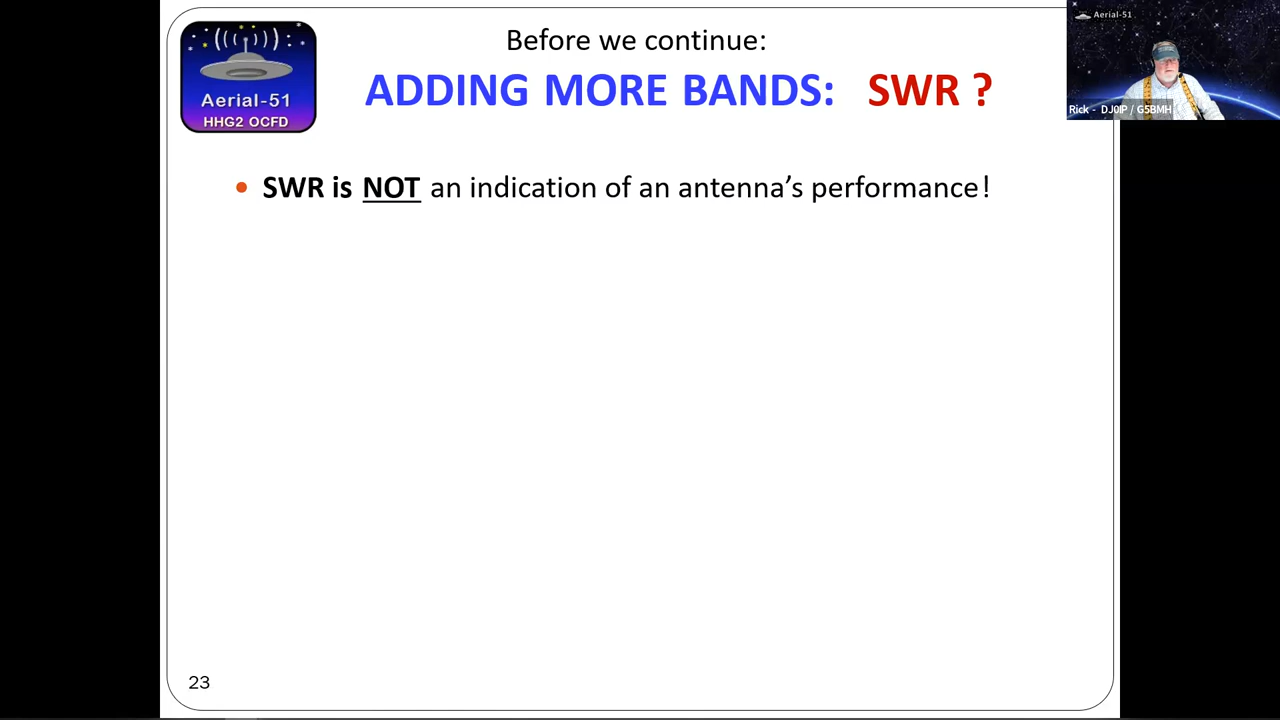 Before we continue:
ADDING MORE BANDS: SWR ?
Aerial-51
HHG2 OCFD
Aerial-51
Rick - DJ0IP / G5BMH
• SWR is NOT an indication of an antenna’s performance!
23